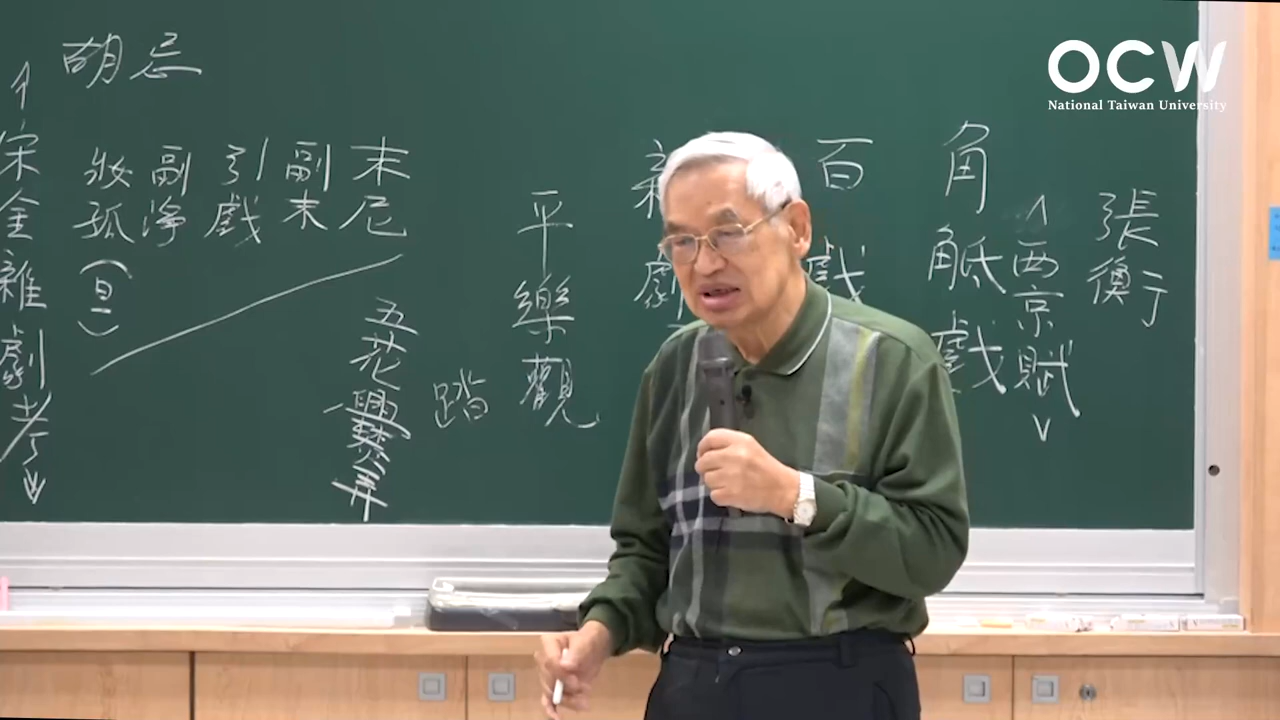 OCW
National Taiwan University
張衡
︿西京賦﹀
角觝戲
百戲
劇
平樂觀
踏
末尼
副末
引戲
副淨
妝孤
(旦)
五花爨弄
胡忌
︿宋金雜劇考﹀